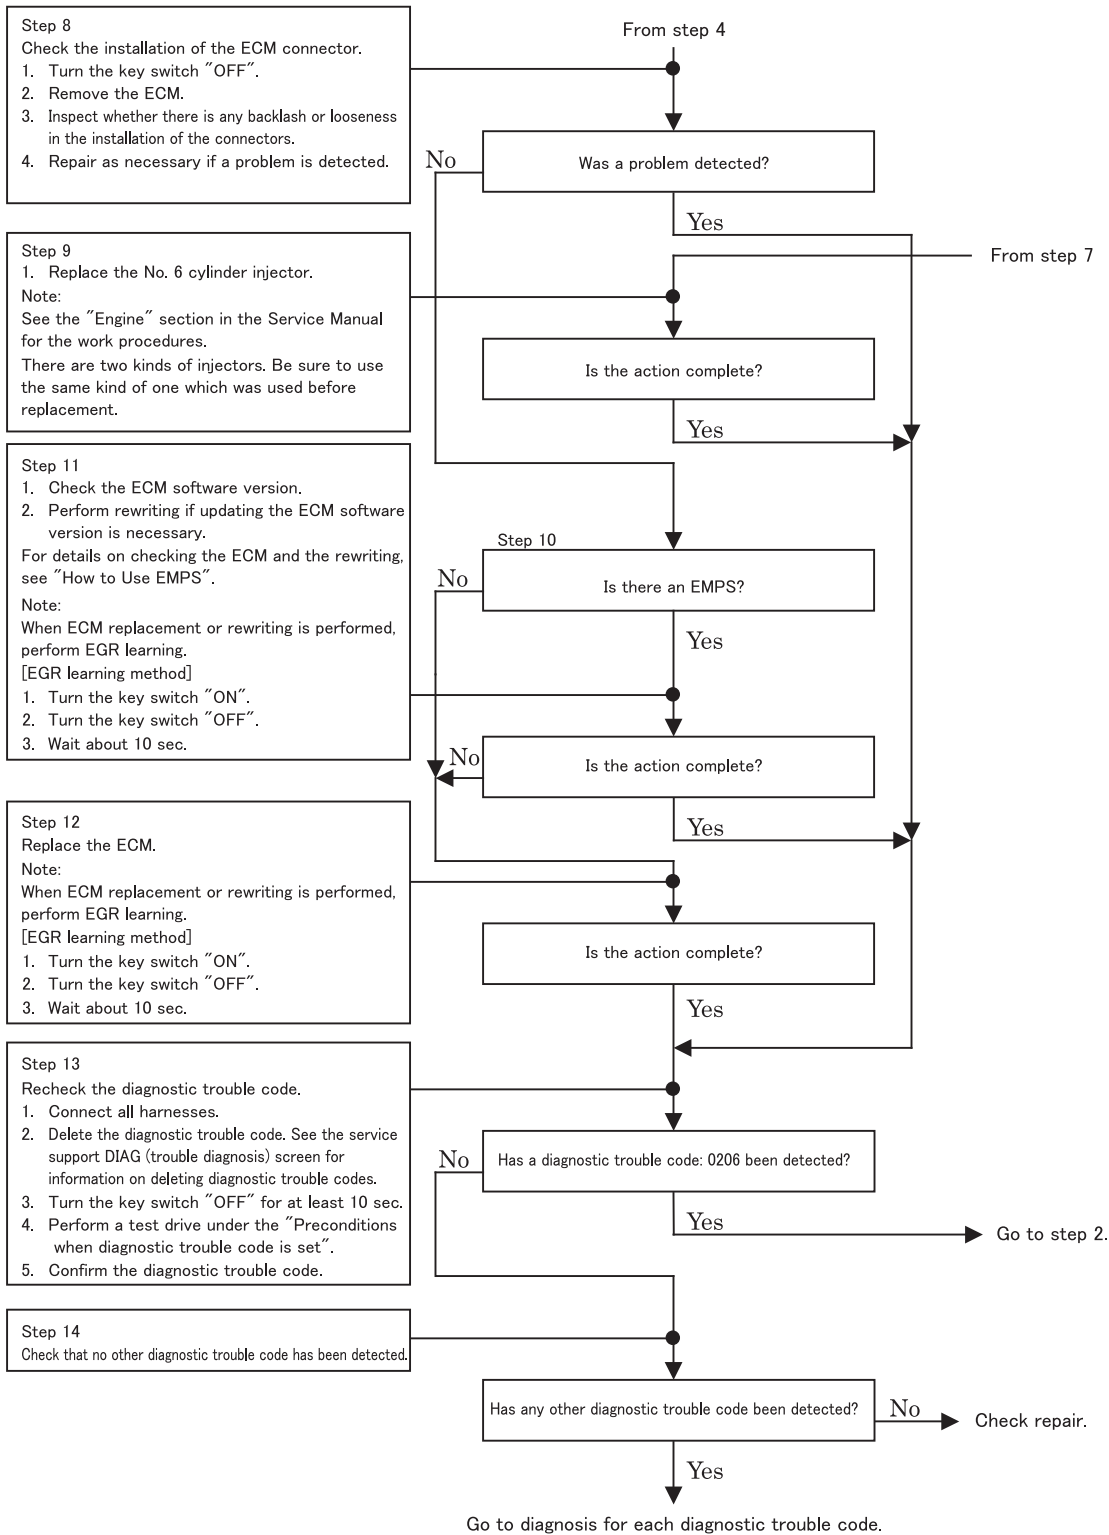 Step 8
Check the installation of the ECM connector.
1. Turn the key switch "OFF".
2. Remove the ECM.
3. Inspect whether there is any backlash or looseness
in the installation of the connectors.
4. Repair as necessary if a problem is detected.
From step 4
Was a problem detected?
No
Yes
Step 9
1. Replace the No. 6 cylinder injector.
Note:
See the "Engine" section in the Service Manual
for the work procedures.
There are two kinds of injectors. Be sure to use
the same kind of one which was used before
replacement.
From step 7
Is the action complete?
Yes
Step 11
1. Check the ECM software version.
2. Perform rewriting if updating the ECM software
version is necessary.
For details on checking the ECM and the rewriting,
see "How to Use EMPS".
Note:
When ECM replacement or rewriting is performed,
perform EGR learning.
[EGR learning method]
1. Turn the key switch "ON".
2. Turn the key switch "OFF".
3. Wait about 10 sec.
Step 10
Is there an EMPS?
No
Yes
Is the action complete?
No
Yes
Step 12
Replace the ECM.
Note:
When ECM replacement or rewriting is performed,
perform EGR learning.
[EGR learning method]
1. Turn the key switch "ON".
2. Turn the key switch "OFF".
3. Wait about 10 sec.
Is the action complete?
Yes
Step 13
Recheck the diagnostic trouble code.
1. Connect all harnesses.
2. Delete the diagnostic trouble code. See the service
support DIAG (trouble diagnosis) screen for
information on deleting diagnostic trouble codes.
3. Turn the key switch "OFF" for at least 10 sec.
4. Perform a test drive under the "Preconditions
when diagnostic trouble code is set".
5. Confirm the diagnostic trouble code.
Has a diagnostic trouble code: 0206 been detected?
No
Yes
Go to step 2.
Step 14
Check that no other diagnostic trouble code has been detected.
Has any other diagnostic trouble code been detected?
No
Check repair.
Yes
Go to diagnosis for each diagnostic trouble code.